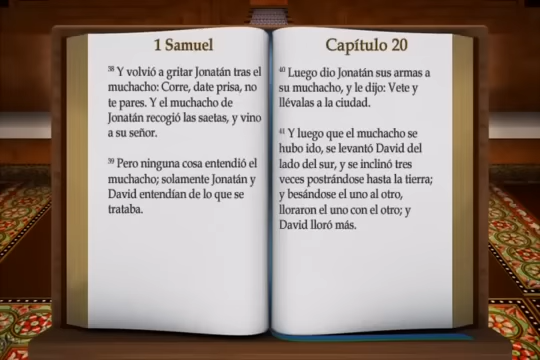 1 Samuel
38 Y volvió a gritar Jonatán tras el
muchacho: Corre, date prisa, no
te pares. Y el muchacho de
Jonatán recogió las saetas, y vino
a su señor.
39 Pero ninguna cosa entendió el
muchacho; solamente Jonatán y
David entendían de lo que se
trataba.
Capítulo 20
40 Luego dio Jonatán sus armas a
su muchacho, y le dijo: Vete y
llévalas a la ciudad.
41 Y luego que el muchacho se
hubo ido, se levantó David del
lado del sur, y se inclinó tres
veces postrándose hasta la tierra;
y besándose el uno al otro,
lloraron el uno con el otro; y
David lloró más.